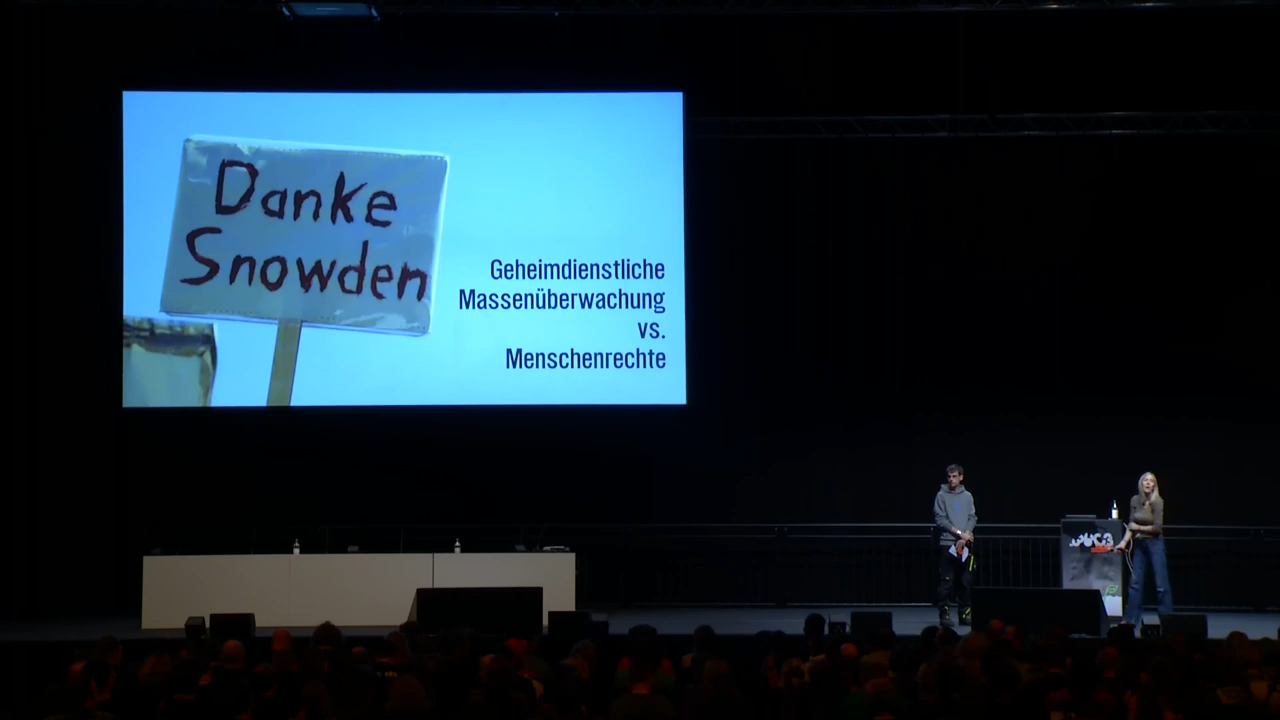 Danke
Snowden
Geheimdienstliche
Massenüberwachung
vs.
Menschenrechte